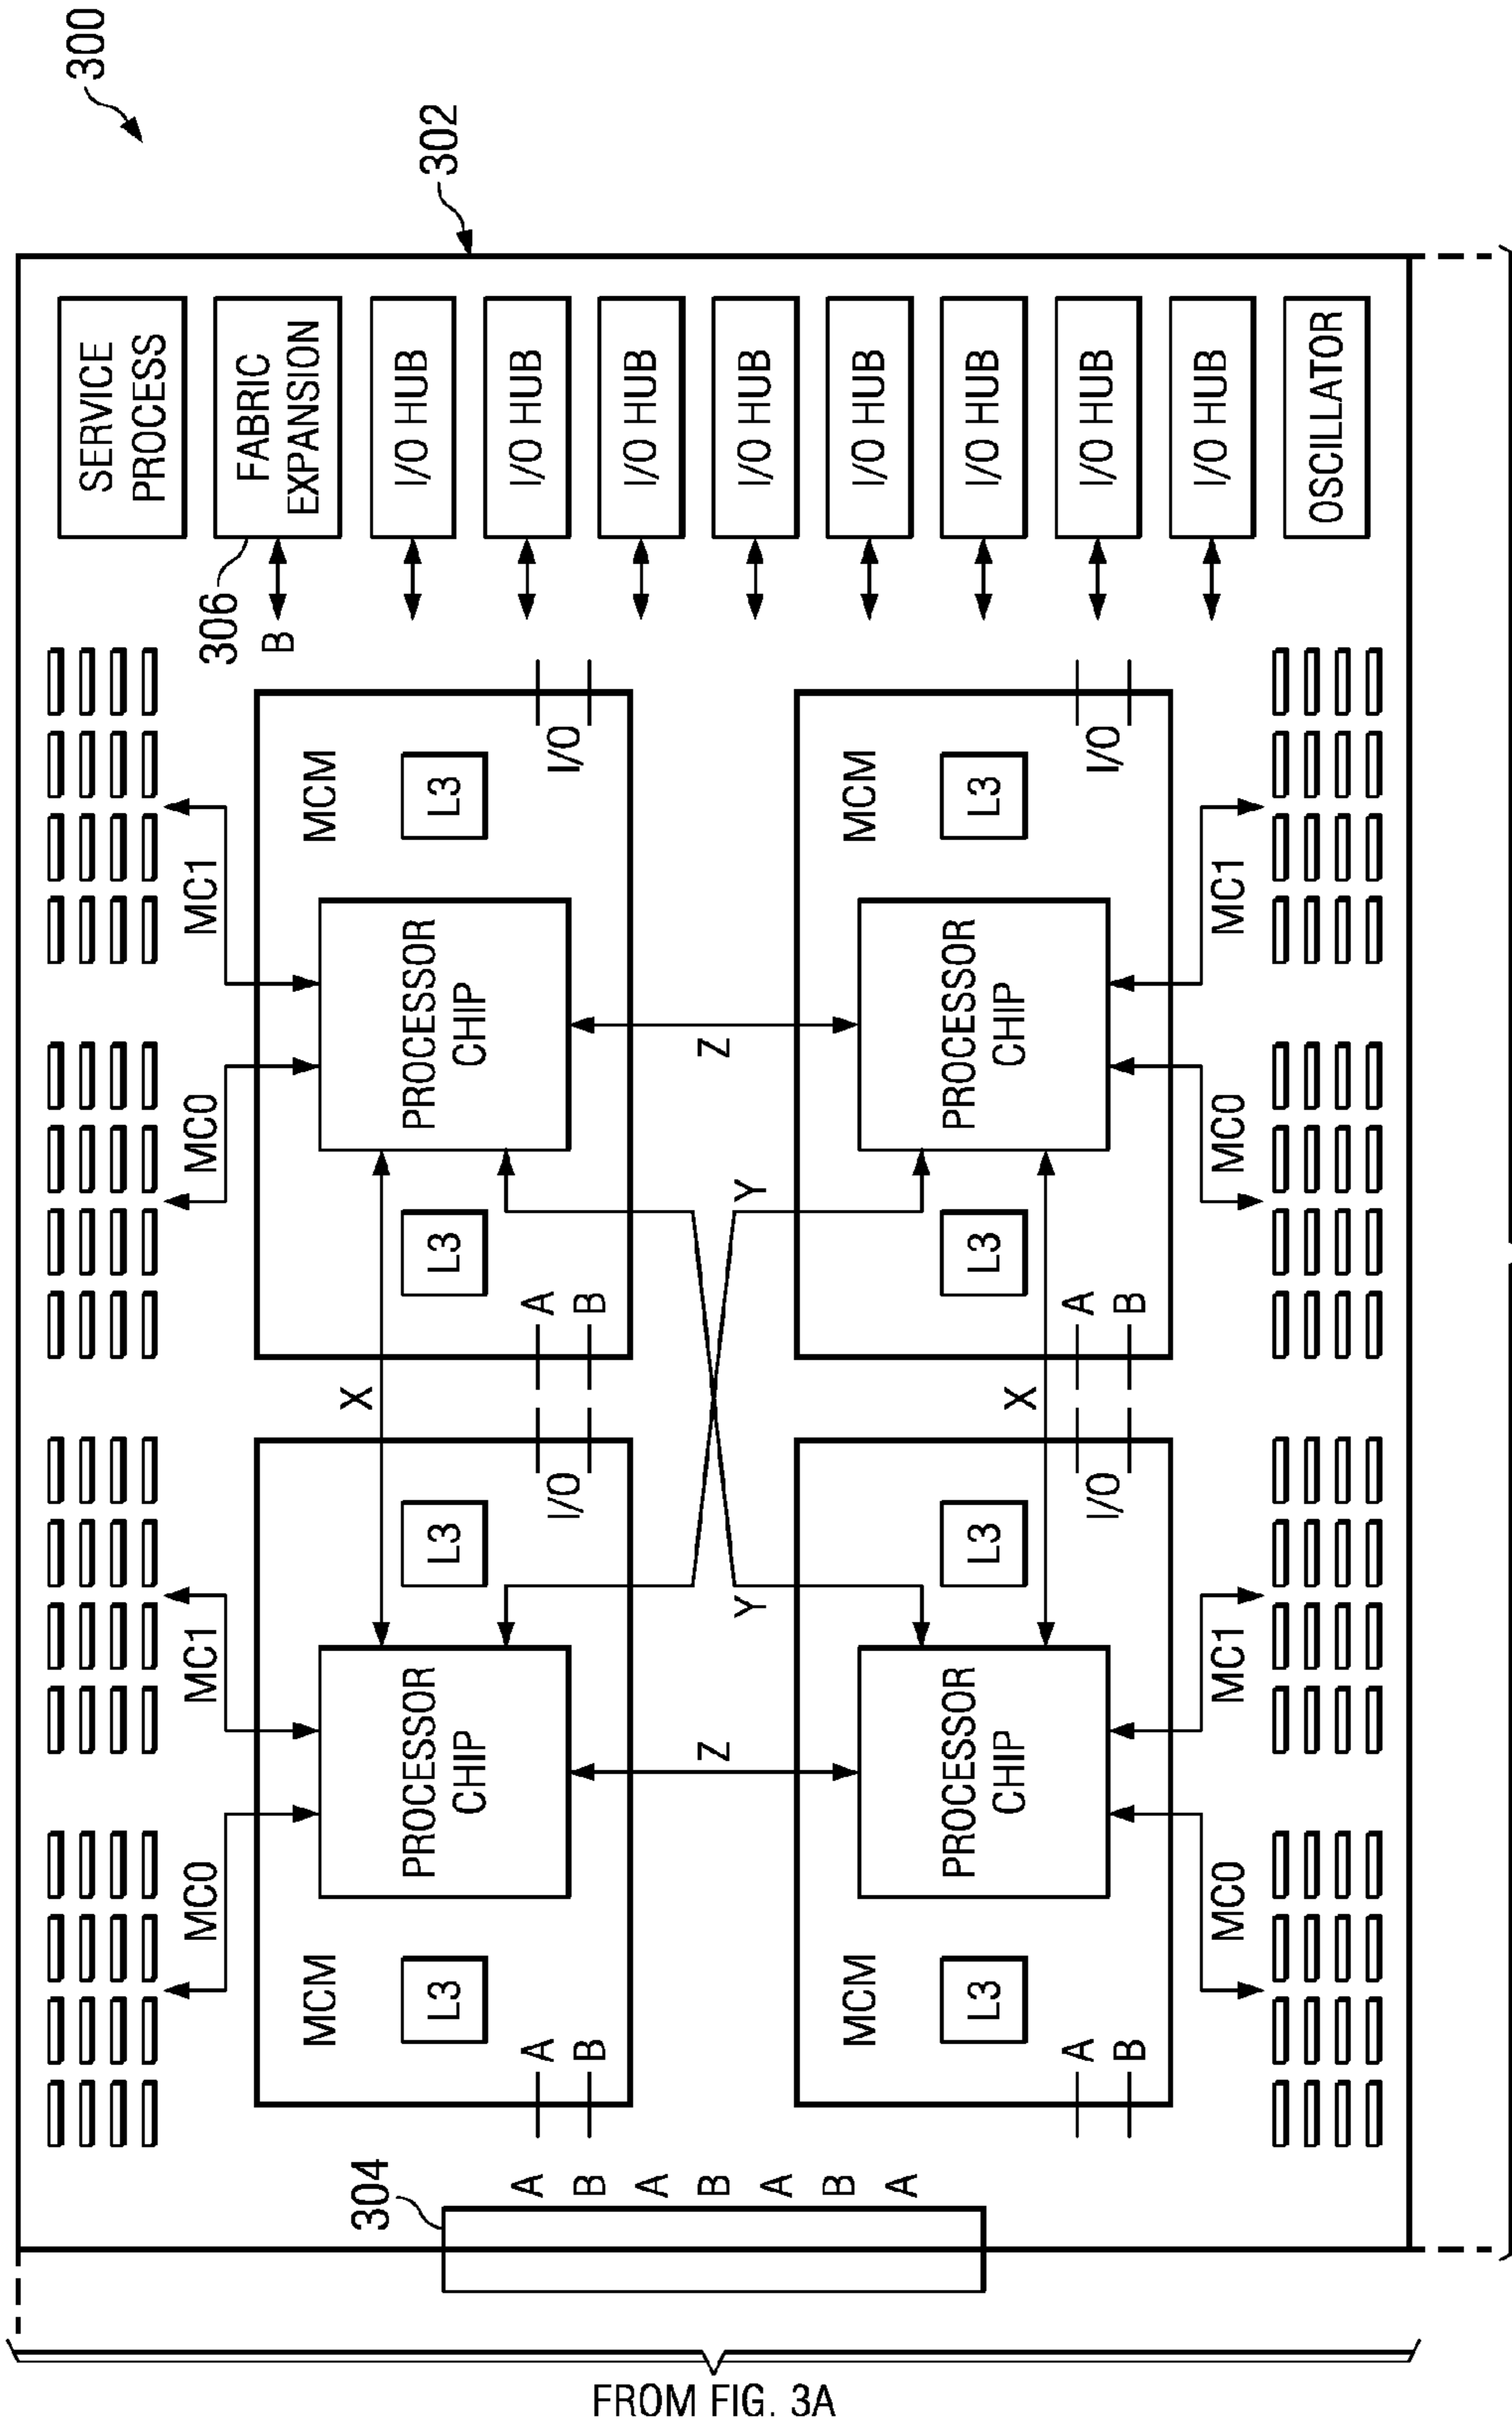 300
SERVICE
PROCESS
MC0
MC1
MC0
MC1
306
FABRIC
EXPANSION
B
302
304
MCM
L3
PROCESSOR
CHIP
L3
A
B
I/O
X
MCM
L3
PROCESSOR
CHIP
L3
A
B
I/O
I/O HUB
I/O HUB
I/O HUB
I/O HUB
I/O HUB
I/O HUB
I/O HUB
I/O HUB
OSCILLATOR
A
B
A
B
A
B
A
Z
Y
Y
Z
MCM
L3
PROCESSOR
CHIP
L3
A
B
I/O
X
MCM
L3
PROCESSOR
CHIP
L3
A
B
I/O
MC0
MC1
MC0
MC1
FROM FIG. 3A